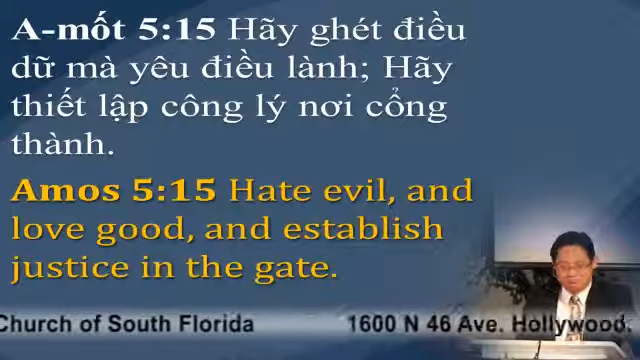 A-mốt 5:15 Hãy ghét điều
dữ mà yêu điều lành; Hãy
thiết lập công lý nơi cổng
thành.
Amos 5:15 Hate evil, and
love good, and establish
justice in the gate.
Church of South Florida 1600 N 46 Ave. Hollywood.